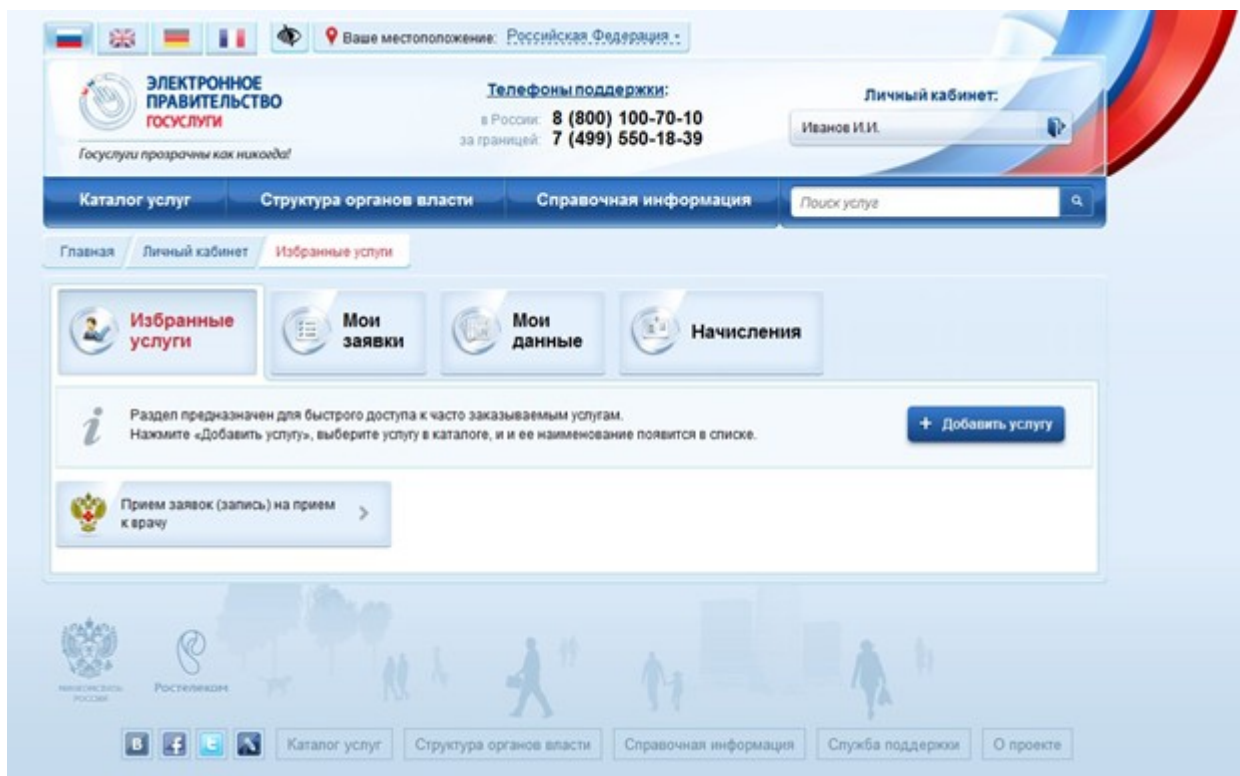 Ваше местоположение: Российская Федерация
ЭЛЕКТРОННОЕ
ПРАВИТЕЛЬСТВО
ГОСУСЛУГИ
Госуслуги прозрачны как никогда!
Телефоны поддержки:
в России: 8 (800) 100-70-10
за границей: 7 (499) 550-18-39
Личный кабинет:
Иванов И.И.
Каталог услуг Структура органов власти Справочная информация Поиск услуг
Главная Личный кабинет Избранные услуги
Избранные
услуги
Мои
заявки
Мои
данные
Начисления
Раздел предназначен для быстрого доступа к часто заказываемым услугам.
Нажмите «Добавить услугу», выберите услугу в каталоге, и и ее наименование появится в списке.
+ Добавить услугу
Прием заявок (запись) на прием
к врачу
РОССИИ
Ростелеком
В f t
Каталог услуг Структура органов власти Справочная информация Служба поддержки О проекте